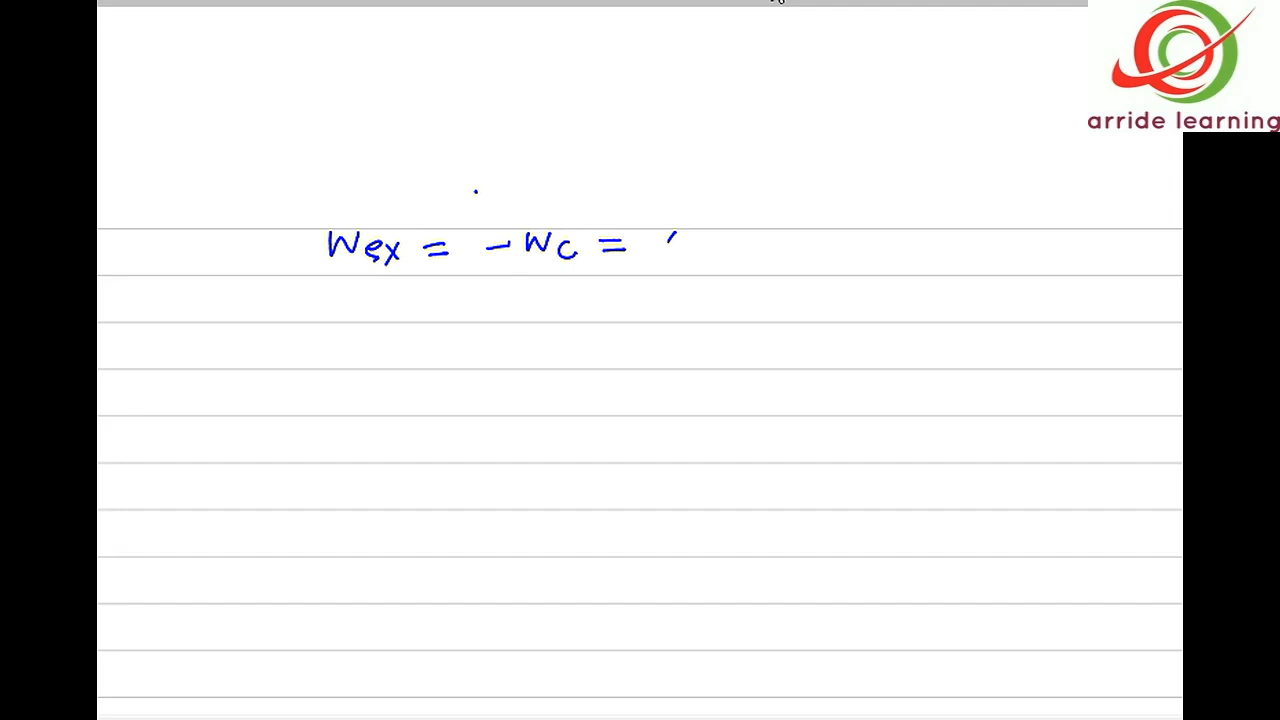 arride learning
Wex = -Wc =